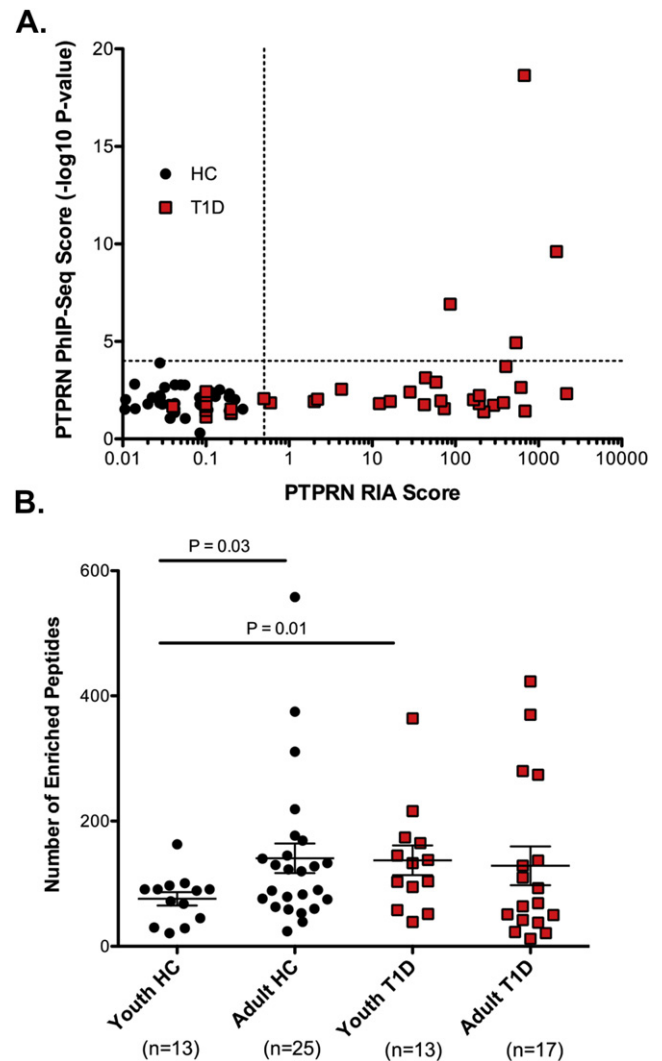 A.
PTPRN PhIP-Seq Score (-log10 P-value)
20
15
10
5
0
HC
T1D
0.01 0.1 1 10 100 1000 10000
PTPRN RIA Score
B.
Number of Enriched Peptides
P = 0.03
P = 0.01
600
400
200
0
Youth HC Adult HC Youth T1D Adult T1D
(n=13) (n=25) (n=13) (n=17)